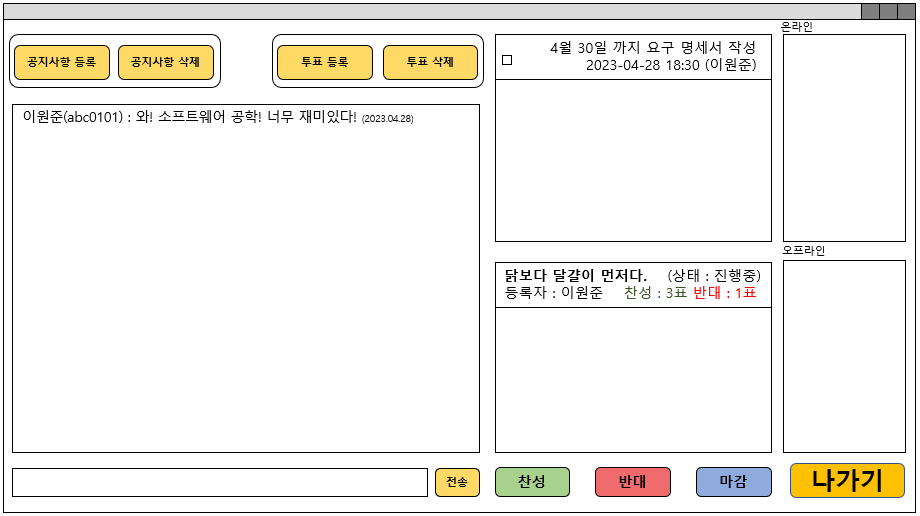 공지사항 등록
공지사항 삭제
투표 등록
투표 삭제
이원준(abc0101) : 와! 소프트웨어 공학! 너무 재미있다! (2023.04.28)
전송
4월 30일 까지 요구 명세서 작성
2023-04-28 18:30 (이원준)
닭보다 달걀이 먼저다. (상태 : 진행중)
등록자 : 이원준 찬성 : 3표 반대 : 1표
찬성
반대
마감
온라인
오프라인
나가기